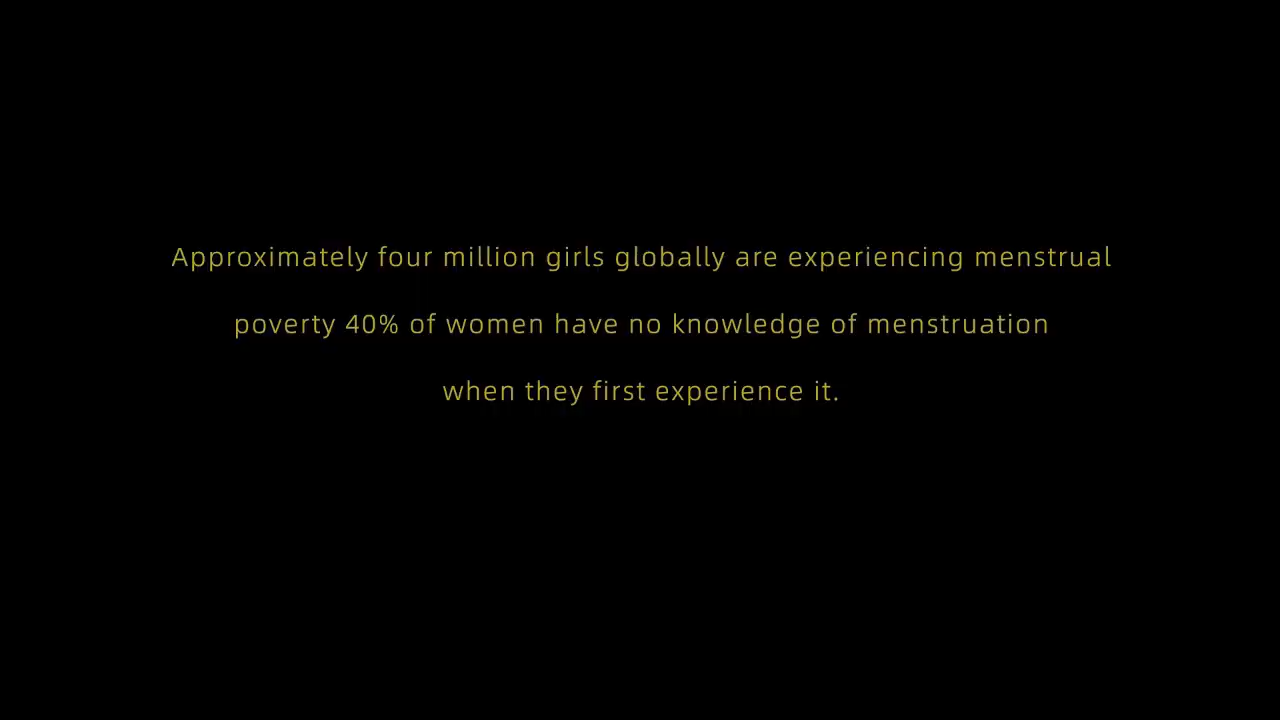 Approximately four million girls globally are experiencing menstrual
poverty 40% of women have no knowledge of menstruation
when they first experience it.